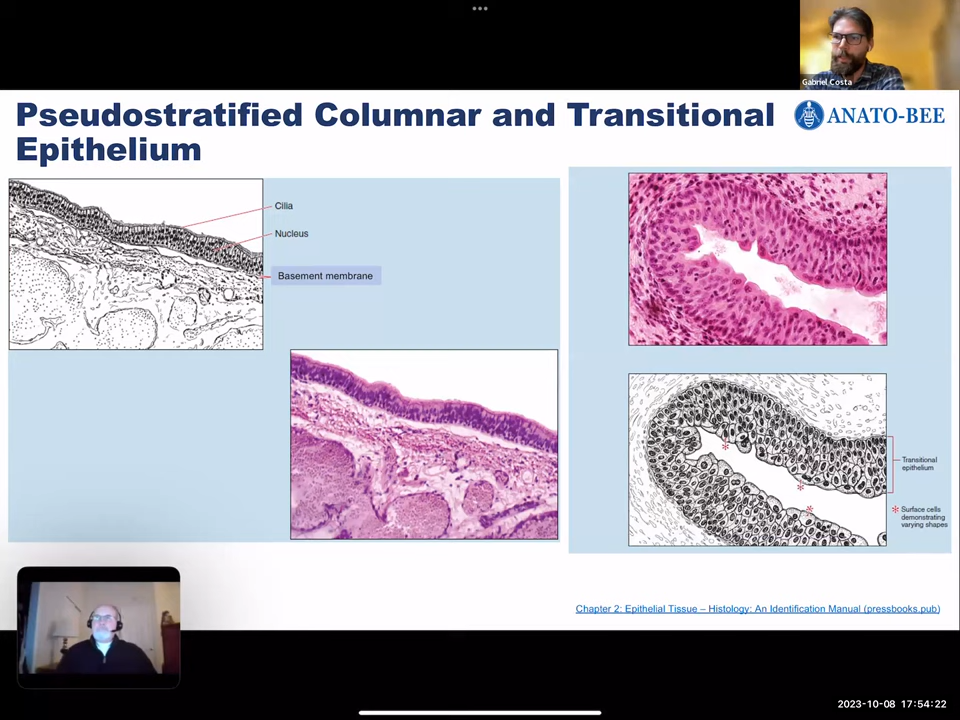 Gabriel Costa
Pseudostratified Columnar and Transitional
Epithelium
ANATO-BEE
Cilia
Nucleus
Basement membrane
Transitional
epithelium
* Surface cells
demonstrating
varying shapes
Chapter 2: Epithelial Tissue – Histology: An Identification Manual (pressbooks.pub)
2023-10-08 17:54:22